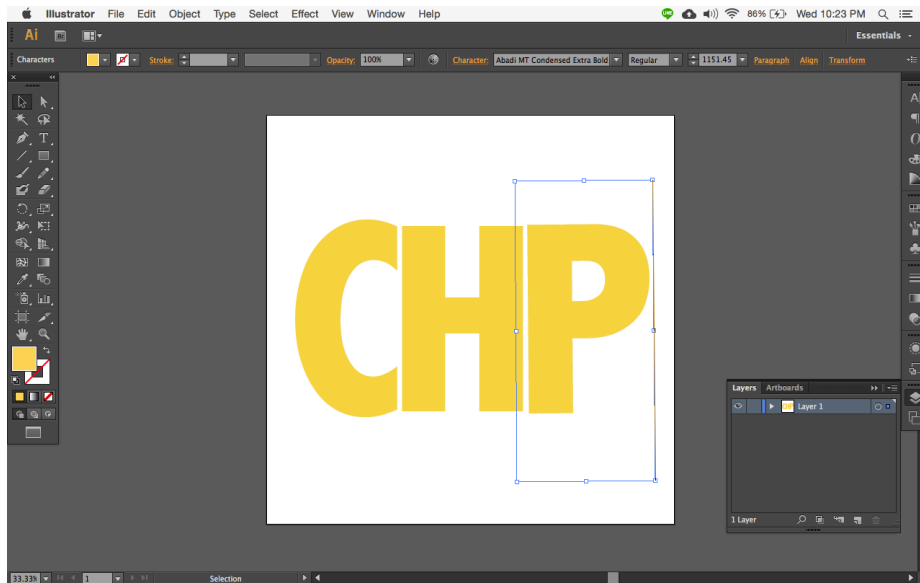 Illustrator File Edit Object Type Select Effect View Window Help 86% Wed 10:23 PM
Ai Br Essentials
Characters Stroke: Opacity: 100% Character: Abadi MT Condensed Extra Bold Regular 1151.45 Paragraph Align Transform
CHP
Layers Artboards
CHP Layer 1
1 Layer
33.33% 1 Selection